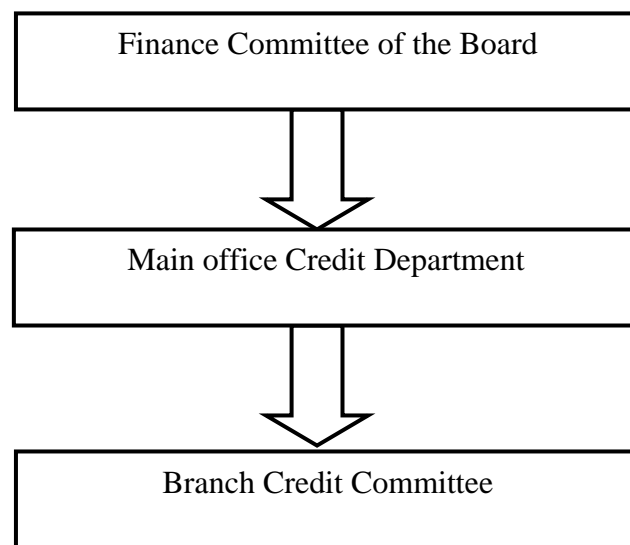 Finance Committee of the Board
Main office Credit Department
Branch Credit Committee